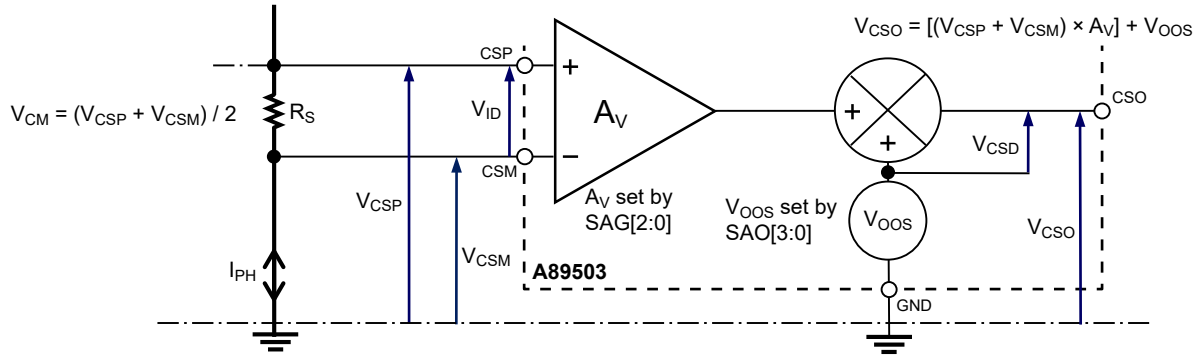 V_CSO = [(V_CSP + V_CSM) × A_V] + V_OOS
CSP
CSO
V_CM = (V_CSP + V_CSM) / 2
R_S
V_ID
+
A_V
+
+
−
CSM
V_CSD
V_CSP
A_V set by
SAG[2:0]
V_OOS set by
SAO[3:0]
V_OOS
V_CSO
V_CSM
I_PH
A89503
GND